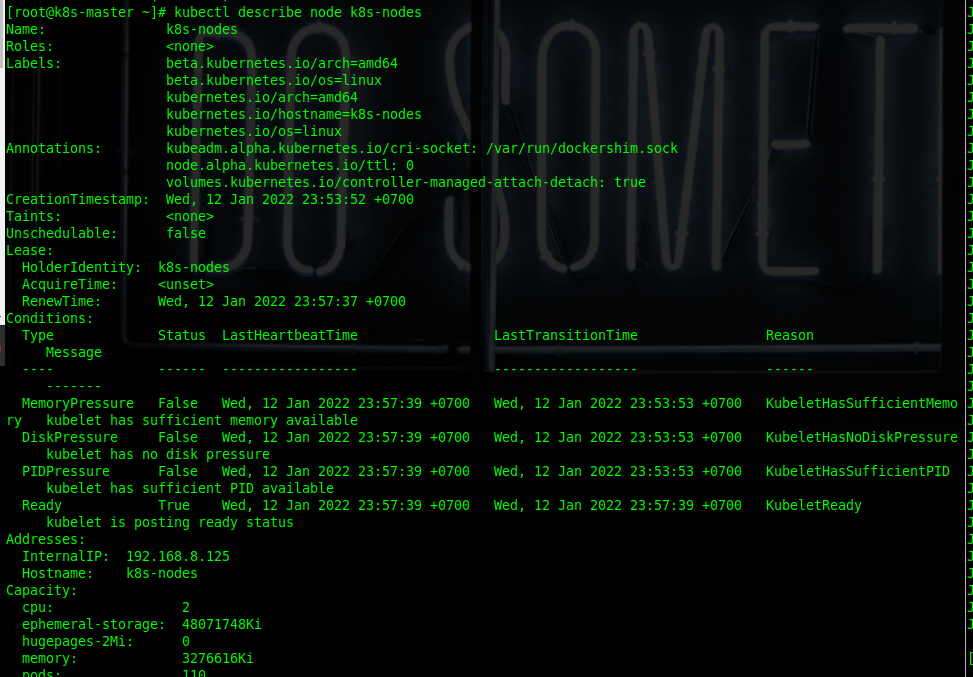 [root@k8s-master ~]# kubectl describe node k8s-nodes
Name:               k8s-nodes
Roles:              <none>
Labels:             beta.kubernetes.io/arch=amd64
                    beta.kubernetes.io/os=linux
                    kubernetes.io/arch=amd64
                    kubernetes.io/hostname=k8s-nodes
                    kubernetes.io/os=linux
Annotations:        kubeadm.alpha.kubernetes.io/cri-socket: /var/run/dockershim.sock
                    node.alpha.kubernetes.io/ttl: 0
                    volumes.kubernetes.io/controller-managed-attach-detach: true
CreationTimestamp:  Wed, 12 Jan 2022 23:53:52 +0700
Taints:             <none>
Unschedulable:      false
Lease:
  HolderIdentity:  k8s-nodes
  AcquireTime:     <unset>
  RenewTime:       Wed, 12 Jan 2022 23:57:37 +0700
Conditions:
  Type             Status  LastHeartbeatTime                 LastTransitionTime                Reason
     Message
  ----             ------  -----------------                 ------------------                ------
     -------
  MemoryPressure   False   Wed, 12 Jan 2022 23:57:39 +0700   Wed, 12 Jan 2022 23:53:53 +0700   KubeletHasSufficientMemo
ry   kubelet has sufficient memory available
  DiskPressure     False   Wed, 12 Jan 2022 23:57:39 +0700   Wed, 12 Jan 2022 23:53:53 +0700   KubeletHasNoDiskPressure
     kubelet has no disk pressure
  PIDPressure      False   Wed, 12 Jan 2022 23:57:39 +0700   Wed, 12 Jan 2022 23:53:53 +0700   KubeletHasSufficientPID
     kubelet has sufficient PID available
  Ready            True    Wed, 12 Jan 2022 23:57:39 +0700   Wed, 12 Jan 2022 23:57:39 +0700   KubeletReady
     kubelet is posting ready status
Addresses:
  InternalIP:  192.168.8.125
  Hostname:    k8s-nodes
Capacity:
  cpu:                2
  ephemeral-storage:  48071748Ki
  hugepages-2Mi:      0
  memory:             3276616Ki
  pods:               110
DO SOMET